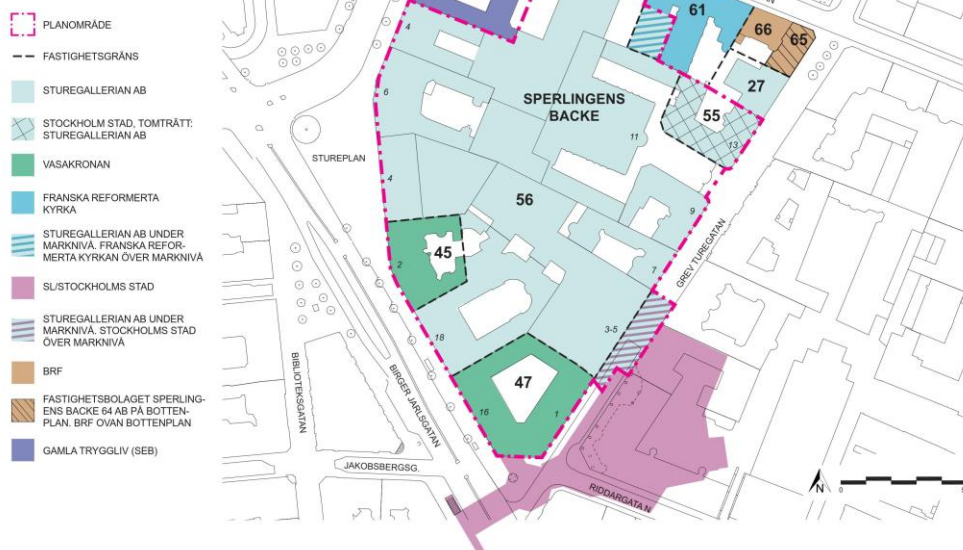 PLANOMRÅDE
FASTIGHETSGRÄNS
STUREGALLERIAN AB
STOCKHOLM STAD, TOMTRÄTT:
STUREGALLERIAN AB
VASAKRONAN
FRANSKA REFORMERTA
KYRKA
STUREGALLERIAN AB UNDER
MARKNIVÅ. FRANSKA REFOR-
MERTA KYRKAN ÖVER MARKNIVÅ
SL/STOCKHOLMS STAD
STUREGALLERIAN AB UNDER
MARKNIVÅ. STOCKHOLMS STAD
ÖVER MARKNIVÅ
BRF
FASTIGHETSBOLAGET SPERLING-
ENS BACKE 64 AB PÅ BOTTEN-
PLAN. BRF OVAN BOTTENPLAN
GAMLA TRYGGLIV (SEB)
61
66
65
4
27
6
SPERLINGENS
BACKE
55
11
13
STUREPLAN
4
56
9
GREV TUREGATAN
45
2
7
3-5
18
BIBLIOTEKSGATAN
BIRGER JARLSGATAN
47
16
1
JAKOBSBERGSG.
RIDDARGATAN
N
0